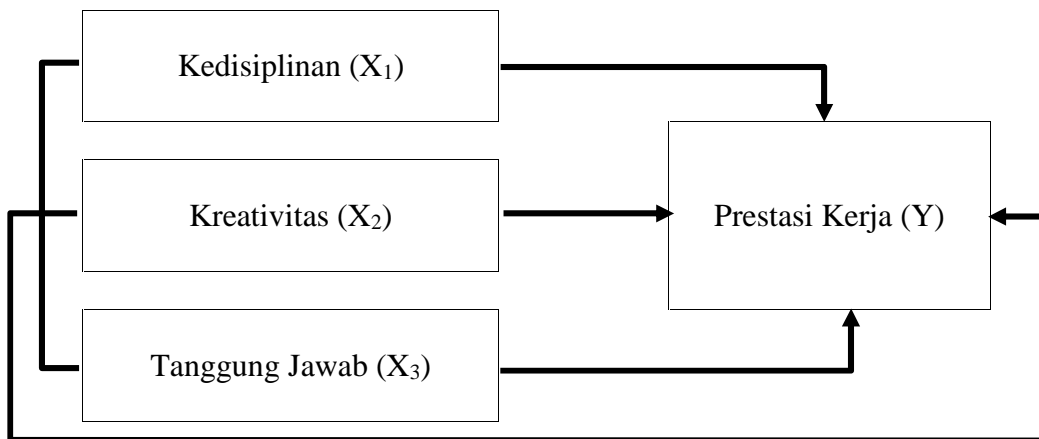 Kedisiplinan (X₁)
Kreativitas (X₂)
Prestasi Kerja (Y)
Tanggung Jawab (X₃)